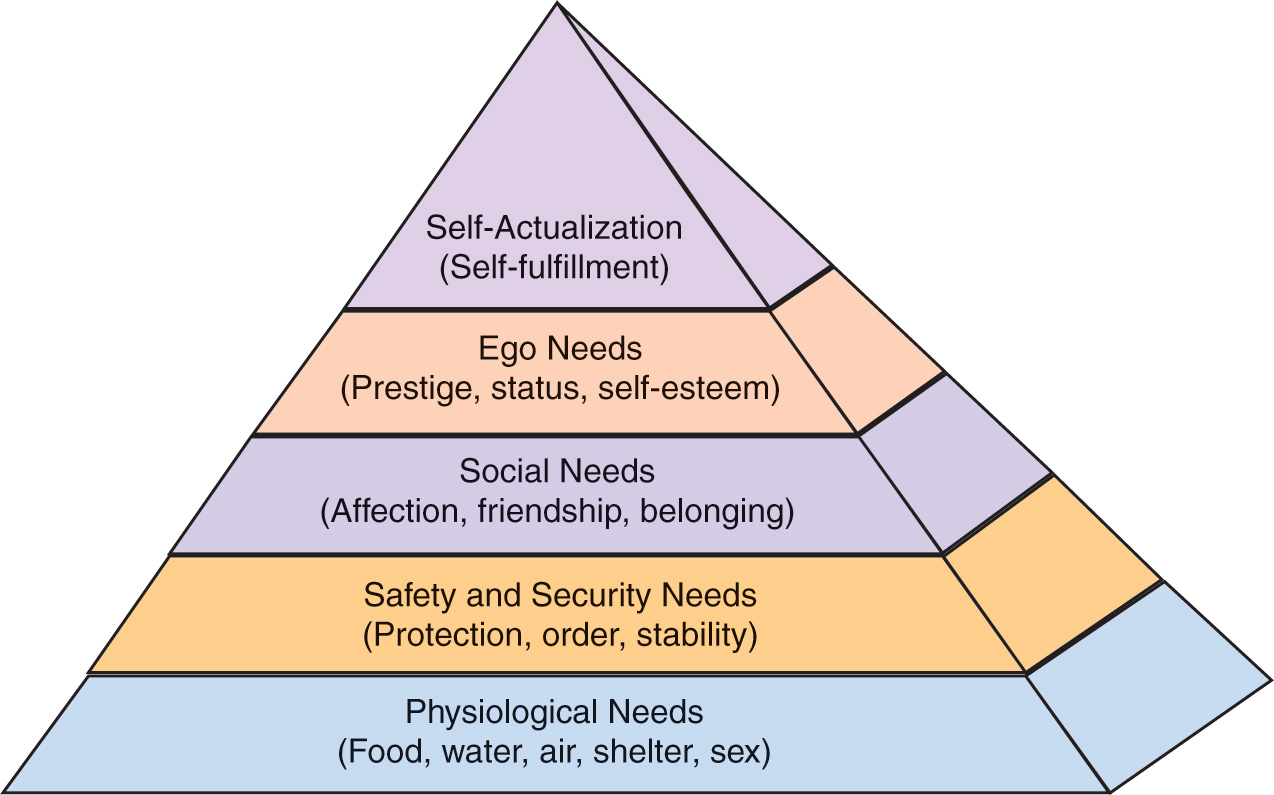 Self-Actualization
(Self-fulfillment)
Ego Needs
(Prestige, status, self-esteem)
Social Needs
(Affection, friendship, belonging)
Safety and Security Needs
(Protection, order, stability)
Physiological Needs
(Food, water, air, shelter, sex)